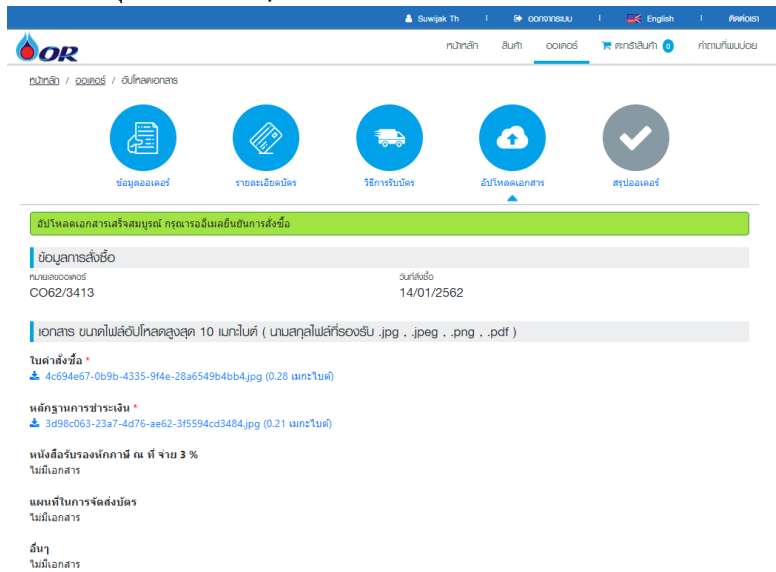 Suwijak Th | ออกจากระบบ | English | ติดต่อเรา
OR
หน้าหลัก สินค้า ออเดอร์ ตะกร้าสินค้า 0 คำถามที่พบบ่อย
หน้าหลัก / ออเดอร์ / อัปโหลดเอกสาร
ข้อมูลออเดอร์ รายละเอียดบัตร วิธีการรับบัตร อัปโหลดเอกสาร สรุปออเดอร์
อัปโหลดเอกสารเสร็จสมบูรณ์ กรุณารออีเมลยืนยันการสั่งซื้อ
ข้อมูลการสั่งซื้อ
หมายเลขออเดอร์ วันที่สั่งซื้อ
CO62/3413 14/01/2562
เอกสาร ขนาดไฟล์อัปโหลดสูงสุด 10 เมกะไบต์ ( นามสกุลไฟล์ที่รองรับ .jpg , .jpeg , .png , .pdf )
ใบคำสั่งซื้อ *
4c694e67-0b9b-4335-9f4e-28a6549b4bb4.jpg (0.28 เมกะไบต์)
หลักฐานการชำระเงิน *
3d98c063-23a7-4d76-ae62-3f5594cd3484.jpg (0.21 เมกะไบต์)
หนังสือรับรองหักภาษี ณ ที่ จ่าย 3 %
ไม่มีเอกสาร
แผนที่ในการจัดส่งบัตร
ไม่มีเอกสาร
อื่นๆ
ไม่มีเอกสาร